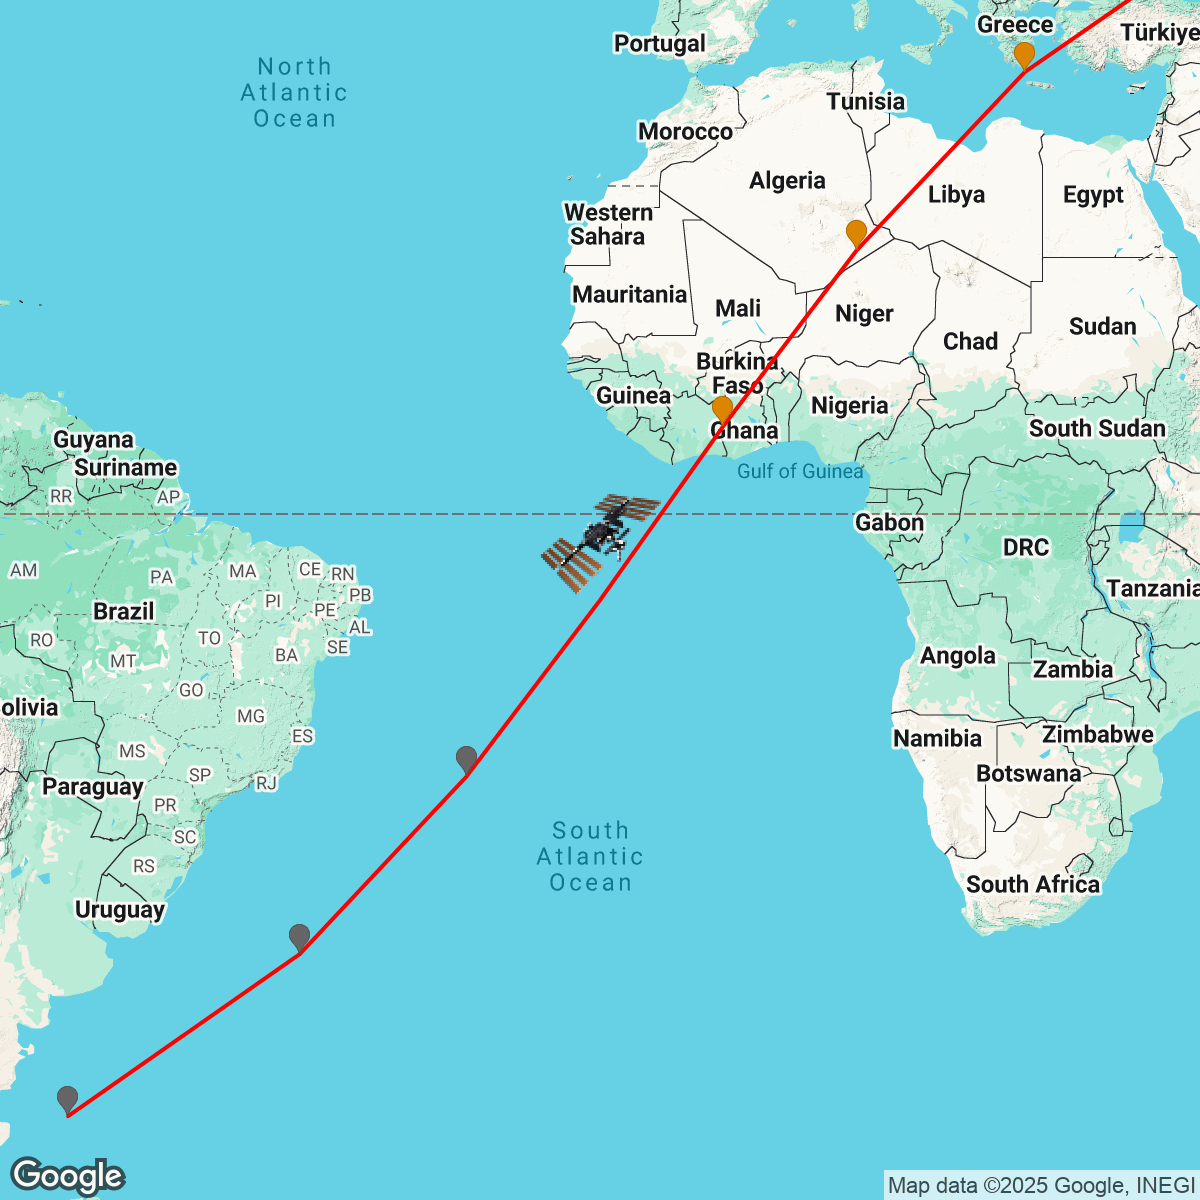 Greece
Portugal
Türkiye
North
Atlantic
Ocean
Tunisia
Morocco
Algeria
Libya
Egypt
Western
Sahara
Mauritania
Mali
Niger
Chad
Sudan
Burkina
Faso
Guinea
Nigeria
Ghana
South Sudan
Guyana
Suriname
Gulf of Guinea
RR
AP
Gabon
DRC
AM
PA
MA
CE
RN
PI
PB
PE
Brazil
Tanzania
AL
RO
TO
SE
MT
BA
Angola
Zambia
GO
olivia
MG
ES
Namibia
Zimbabwe
MS
SP
RJ
Botswana
Paraguay
PR
SC
South
Atlantic
Ocean
RS
South Africa
Uruguay
Google
Map data ©2025 Google, INEGI